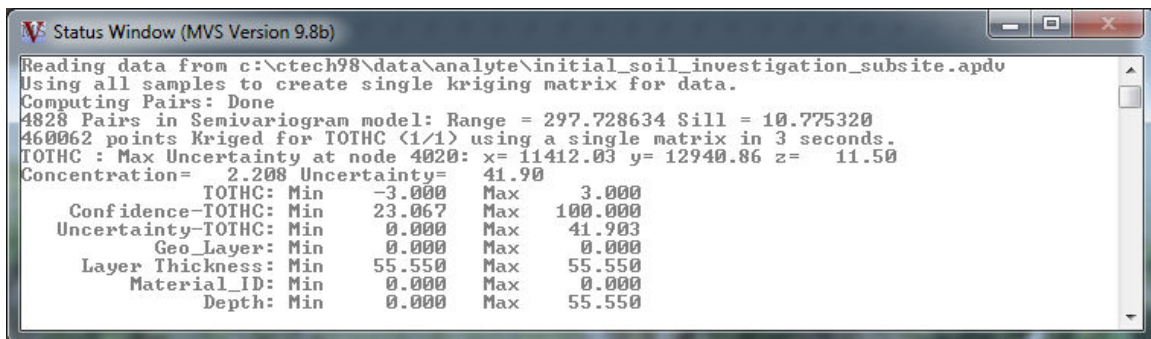 Status Window (MVS Version 9.8b)
Reading data from c:\ctech98\data\analyte\initial_soil_investigation_subsite.apdv
Using all samples to create single kriging matrix for data.
Computing Pairs: Done
4828 Pairs in Semivariogram model: Range = 297.728634 Sill = 10.775320
460062 points Kriged for TOTHC (1/1) using a single matrix in 3 seconds.
TOTHC : Max Uncertainty at node 4020: x= 11412.03 y= 12940.86 z= 11.50
Concentration= 2.208 Uncertainty= 41.90
TOTHC: Min -3.000 Max 3.000
Confidence-TOTHC: Min 23.067 Max 100.000
Uncertainty-TOTHC: Min 0.000 Max 41.903
Geo_Layer: Min 0.000 Max 0.000
Layer Thickness: Min 55.550 Max 55.550
Material_ID: Min 0.000 Max 0.000
Depth: Min 0.000 Max 55.550